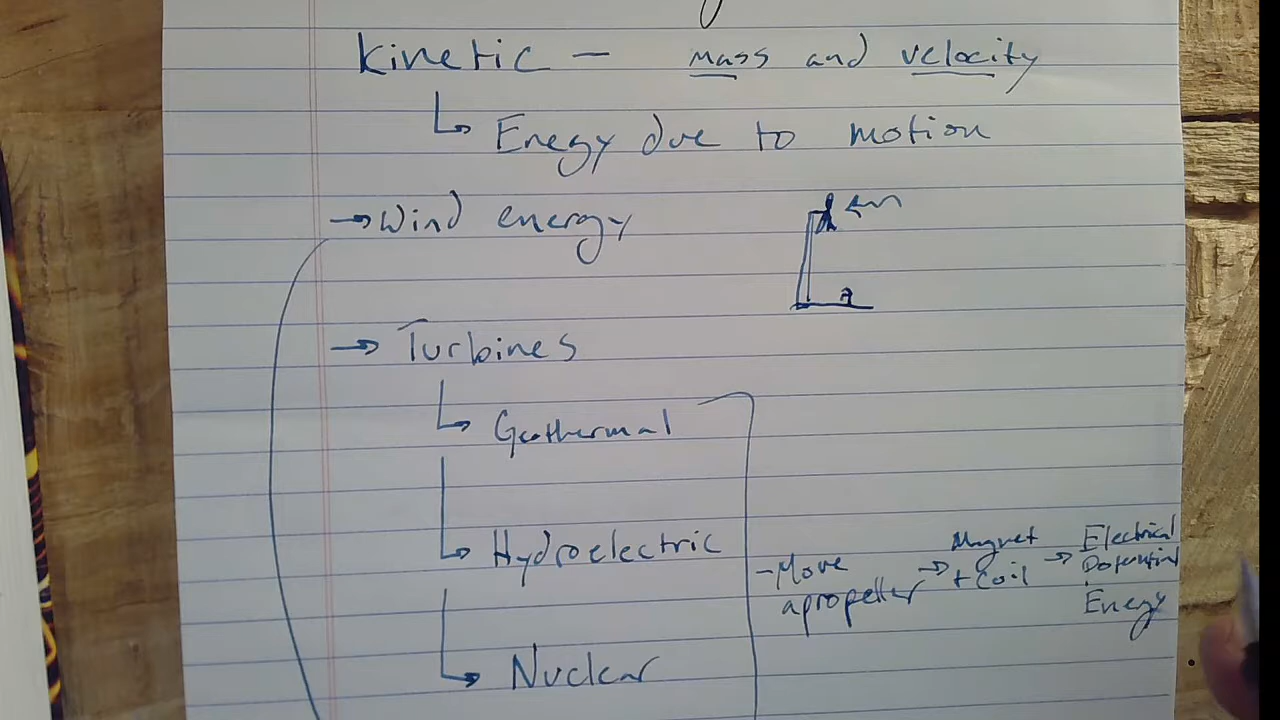 Kinetic - mass and velocity
↳ Enegy due to motion
→ Wind energy
→ Turbines
↳ Geothermal
↳ Hydroelectric
- Move a propeller → Magnet + Coil → Electrical Potential Energy
↳ Nuclear